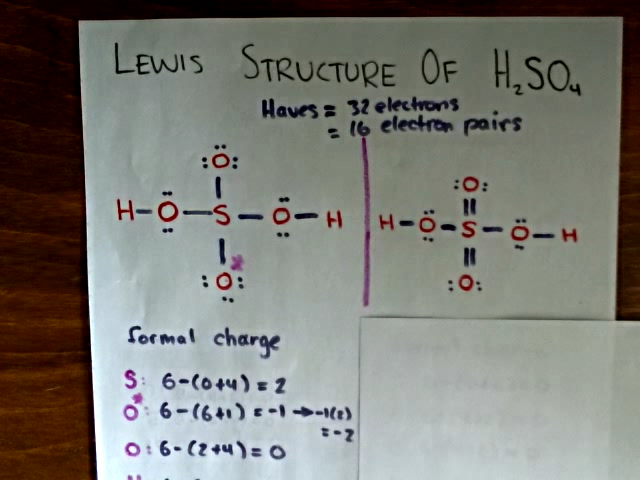 LEWIS STRUCTURE OF H₂SO₄
Haves = 32 electrons
= 16 electron pairs
:Ö:
H–Ö–S–Ö–H
:Ö:*
:O:
H–Ö=S–Ö–H
:O:
formal charge
S: 6-(0+4) = 2
O*: 6-(6+1) = -1 → -1(2)
= -2
O: 6-(2+4) = 0